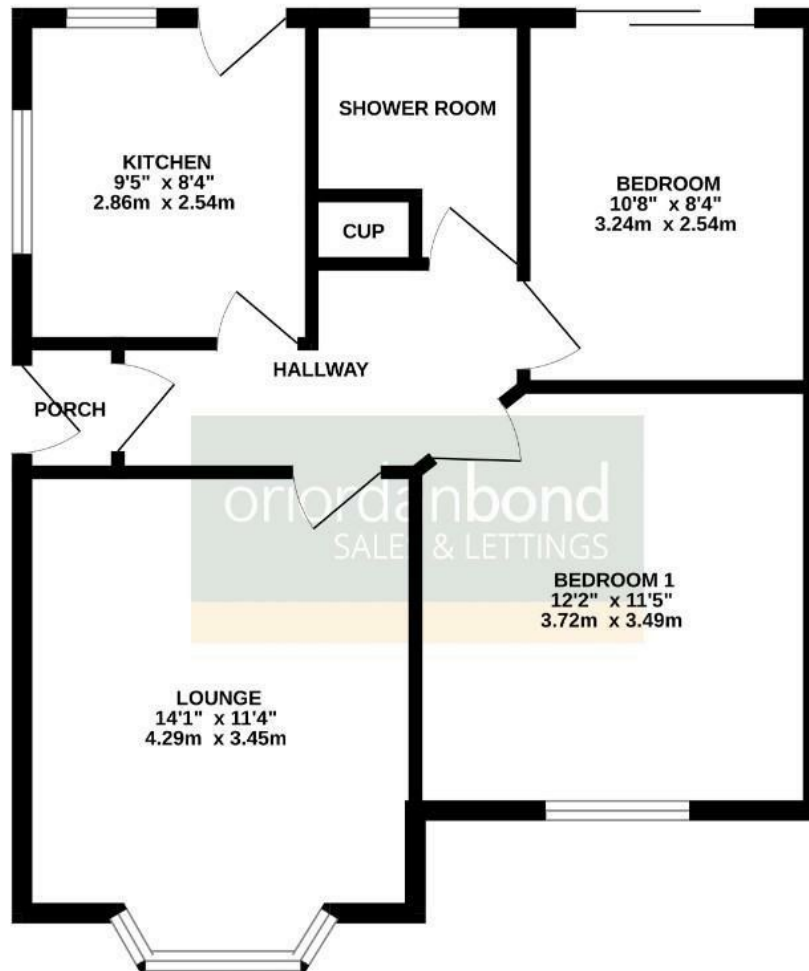 KITCHEN
9'5" x 8'4"
2.86m x 2.54m
SHOWER ROOM
CUP
BEDROOM
10'8" x 8'4"
3.24m x 2.54m
HALLWAY
PORCH
oriordanbond
SALES & LETTINGS
BEDROOM 1
12'2" x 11'5"
3.72m x 3.49m
LOUNGE
14'1" x 11'4"
4.29m x 3.45m